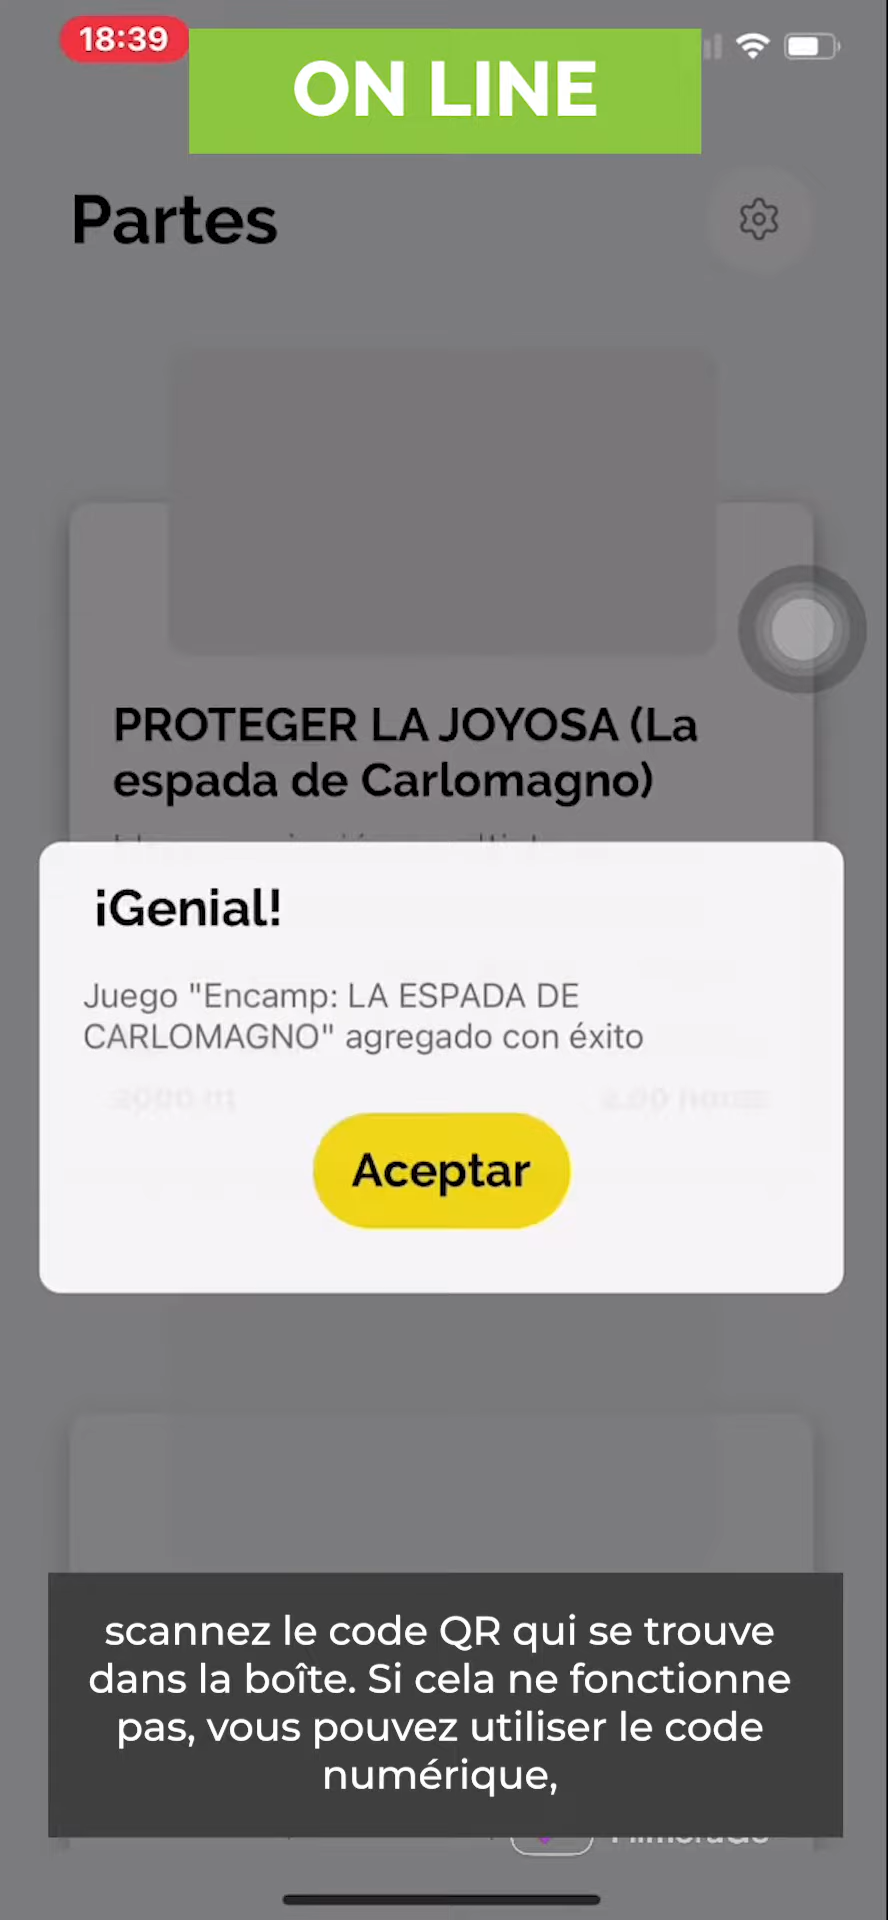 18:39
ON LINE
Partes
PROTEGER LA JOYOSA (La
espada de Carlomagno)
¡Genial!
Juego "Encamp: LA ESPADA DE
CARLOMAGNO" agregado con éxito
Aceptar
scannez le code QR qui se trouve
dans la boîte. Si cela ne fonctionne
pas, vous pouvez utiliser le code
numérique,